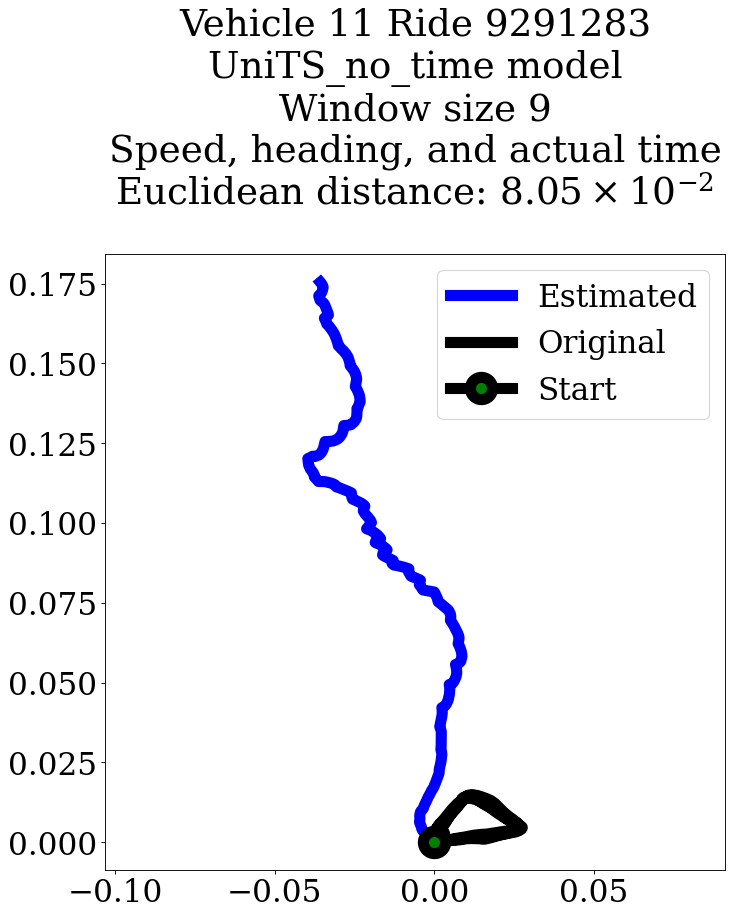 Vehicle 11 Ride 9291283
UniTS_no_time model
Window size 9
Speed, heading, and actual time
Euclidean distance: 8.05 × 10⁻²
Estimated
Original
Start
0.175
0.150
0.125
0.100
0.075
0.050
0.025
0.000
−0.10 −0.05 0.00 0.05